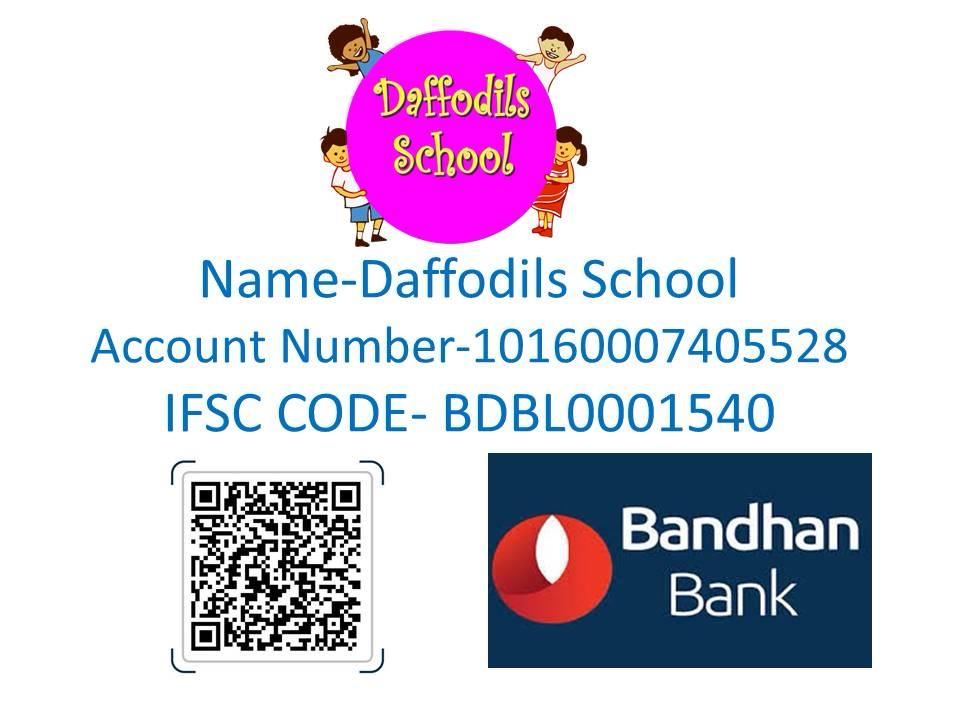 Daffodils
School
Name-Daffodils School
Account Number-10160007405528
IFSC CODE- BDBL0001540
Bandhan
Bank